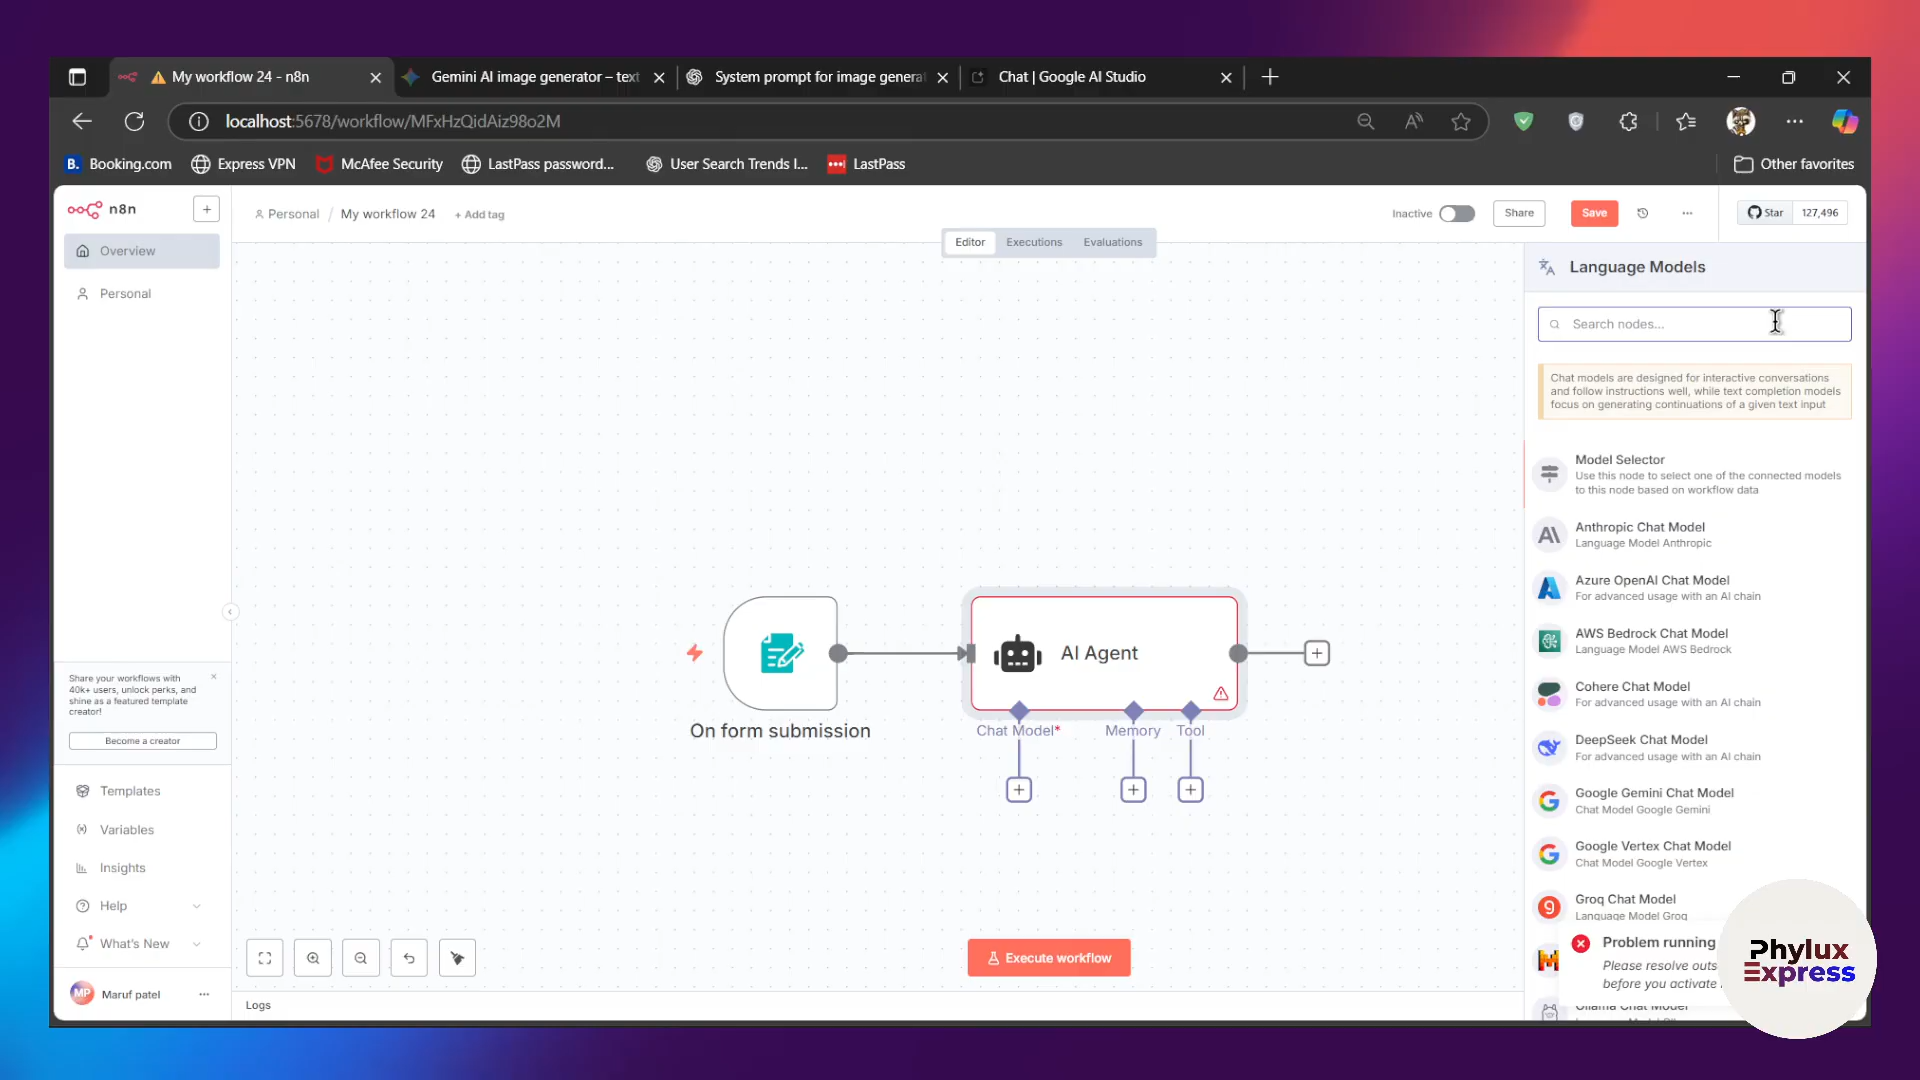 My workflow 24 - n8n
Gemini AI image generator – text
System prompt for image genera
Chat | Google AI Studio
localhost:5678/workflow/MFxHzQidAiz98o2M
B. Booking.com
Express VPN
McAfee Security
LastPass password...
User Search Trends I...
LastPass
Other favorites
n8n
Personal / My workflow 24 + Add tag
Inactive
Share
Save
Star 127,496
Editor
Executions
Evaluations
Overview
Personal
Language Models
Search nodes...
Chat models are designed for interactive conversations
and follow instructions well, while text completion models
focus on generating continuations of a given text input
Model Selector
Use this node to select one of the connected models
to this node based on workflow data
Anthropic Chat Model
Language Model Anthropic
Azure OpenAI Chat Model
For advanced usage with an AI chain
AWS Bedrock Chat Model
Language Model AWS Bedrock
Cohere Chat Model
For advanced usage with an AI chain
DeepSeek Chat Model
For advanced usage with an AI chain
Google Gemini Chat Model
Chat Model Google Gemini
Google Vertex Chat Model
Chat Model Google Vertex
Groq Chat Model
Language Model Groq
AI Agent
On form submission
Chat Model*
Memory
Tool
Share your workflows with
40k+ users, unlock perks, and
shine as a featured template
creator!
Become a creator
Templates
Variables
Insights
Help
What's New
MP Maruf patel
Execute workflow
Logs
Problem running
Please resolve outs
before you activate
Ollama Chat Model
Phylux
Express